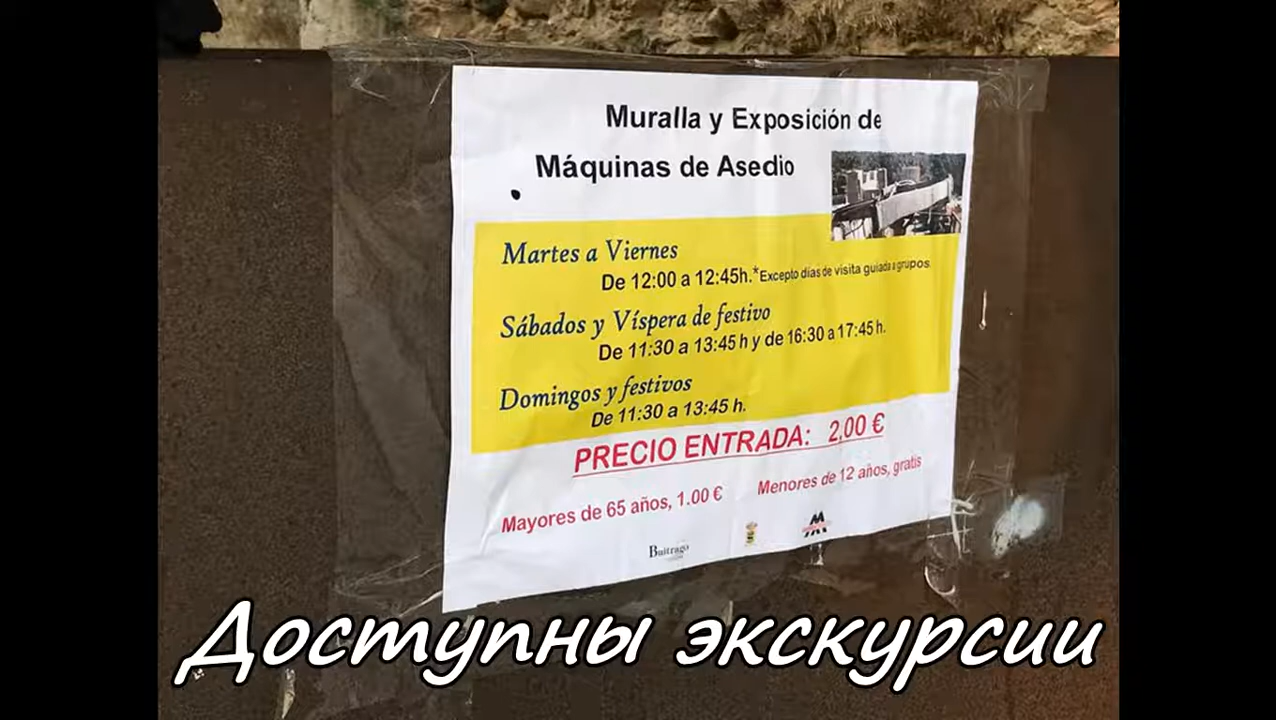 Muralla y Exposición de
Máquinas de Asedio
Martes a Viernes
De 12:00 a 12:45h.*Excepto días de visita guiada a grupos
Sábados y Víspera de festivo
De 11:30 a 13:45 h y de 16:30 a 17:45 h.
Domingos y festivos
De 11:30 a 13:45 h.
PRECIO ENTRADA: 2,00 €
Mayores de 65 años, 1.00 €
Menores de 12 años, gratis
Buitrago
Доступны экскурсии